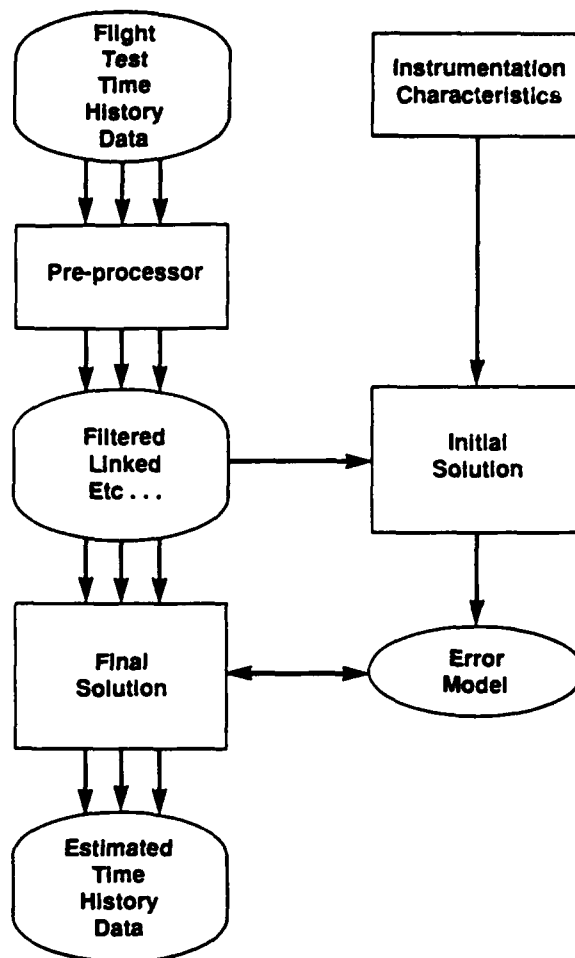 Flight
Test
Time
History
Data
Instrumentation
Characteristics
Pre-processor
Filtered
Linked
Etc . . .
Initial
Solution
Final
Solution
Error
Model
Estimated
Time
History
Data